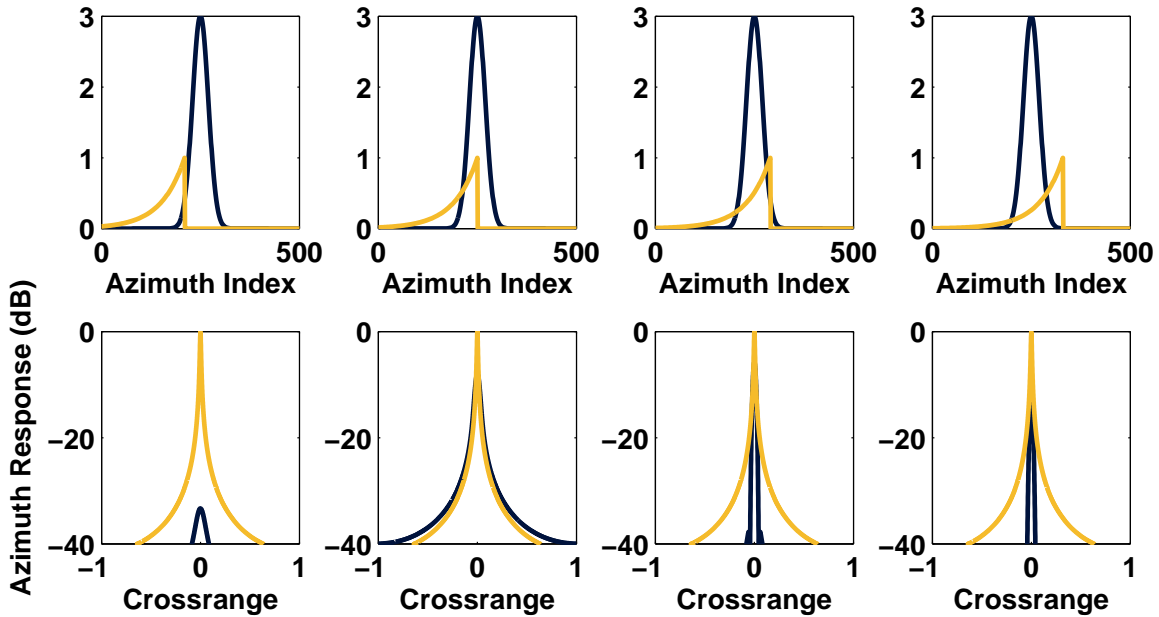 3 3 3 3
2 2 2 2
1 1 1 1
0 0 0 0
0 500 0 500 0 500 0 500
Azimuth Index Azimuth Index Azimuth Index Azimuth Index
Azimuth Response (dB)
0 0 0 0
−20 −20 −20 −20
−40 −40 −40 −40
−1 0 1 −1 0 1 −1 0 1 −1 0 1
Crossrange Crossrange Crossrange Crossrange